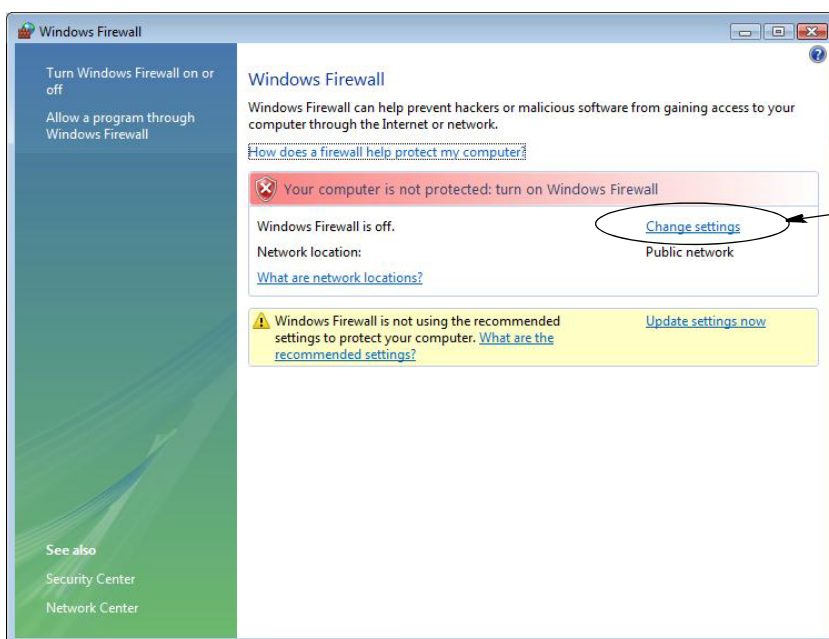 Windows Firewall
Turn Windows Firewall on or
off
Allow a program through
Windows Firewall
Windows Firewall
Windows Firewall can help prevent hackers or malicious software from gaining access to your
computer through the Internet or network.
How does a firewall help protect my computer?
Your computer is not protected: turn on Windows Firewall
Windows Firewall is off.
Change settings
Network location:
Public network
What are network locations?
Windows Firewall is not using the recommended
settings to protect your computer. What are the
recommended settings?
Update settings now
See also
Security Center
Network Center